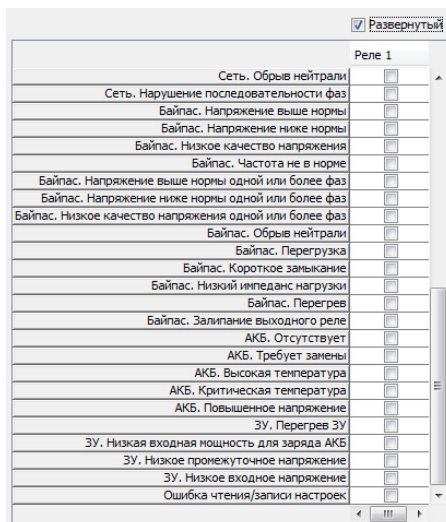 Развернутый
Реле 1
Сеть. Обрыв нейтрали
Сеть. Нарушение последовательности фаз
Байпас. Напряжение выше нормы
Байпас. Напряжение ниже нормы
Байпас. Низкое качество напряжения
Байпас. Частота не в норме
Байпас. Напряжение выше нормы одной или более фаз
Байпас. Напряжение ниже нормы одной или более фаз
Байпас. Низкое качество напряжения одной или более фаз
Байпас. Обрыв нейтрали
Байпас. Перегрузка
Байпас. Короткое замыкание
Байпас. Низкий импеданс нагрузки
Байпас. Перегрев
Байпас. Залипание выходного реле
АКБ. Отсутствует
АКБ. Требует замены
АКБ. Высокая температура
АКБ. Критическая температура
АКБ. Повышенное напряжение
ЗУ. Перегрев ЗУ
ЗУ. Низкая входная мощность для заряда АКБ
ЗУ. Низкое промежуточное напряжение
ЗУ. Низкое входное напряжение
Ошибка чтения/записи настроек